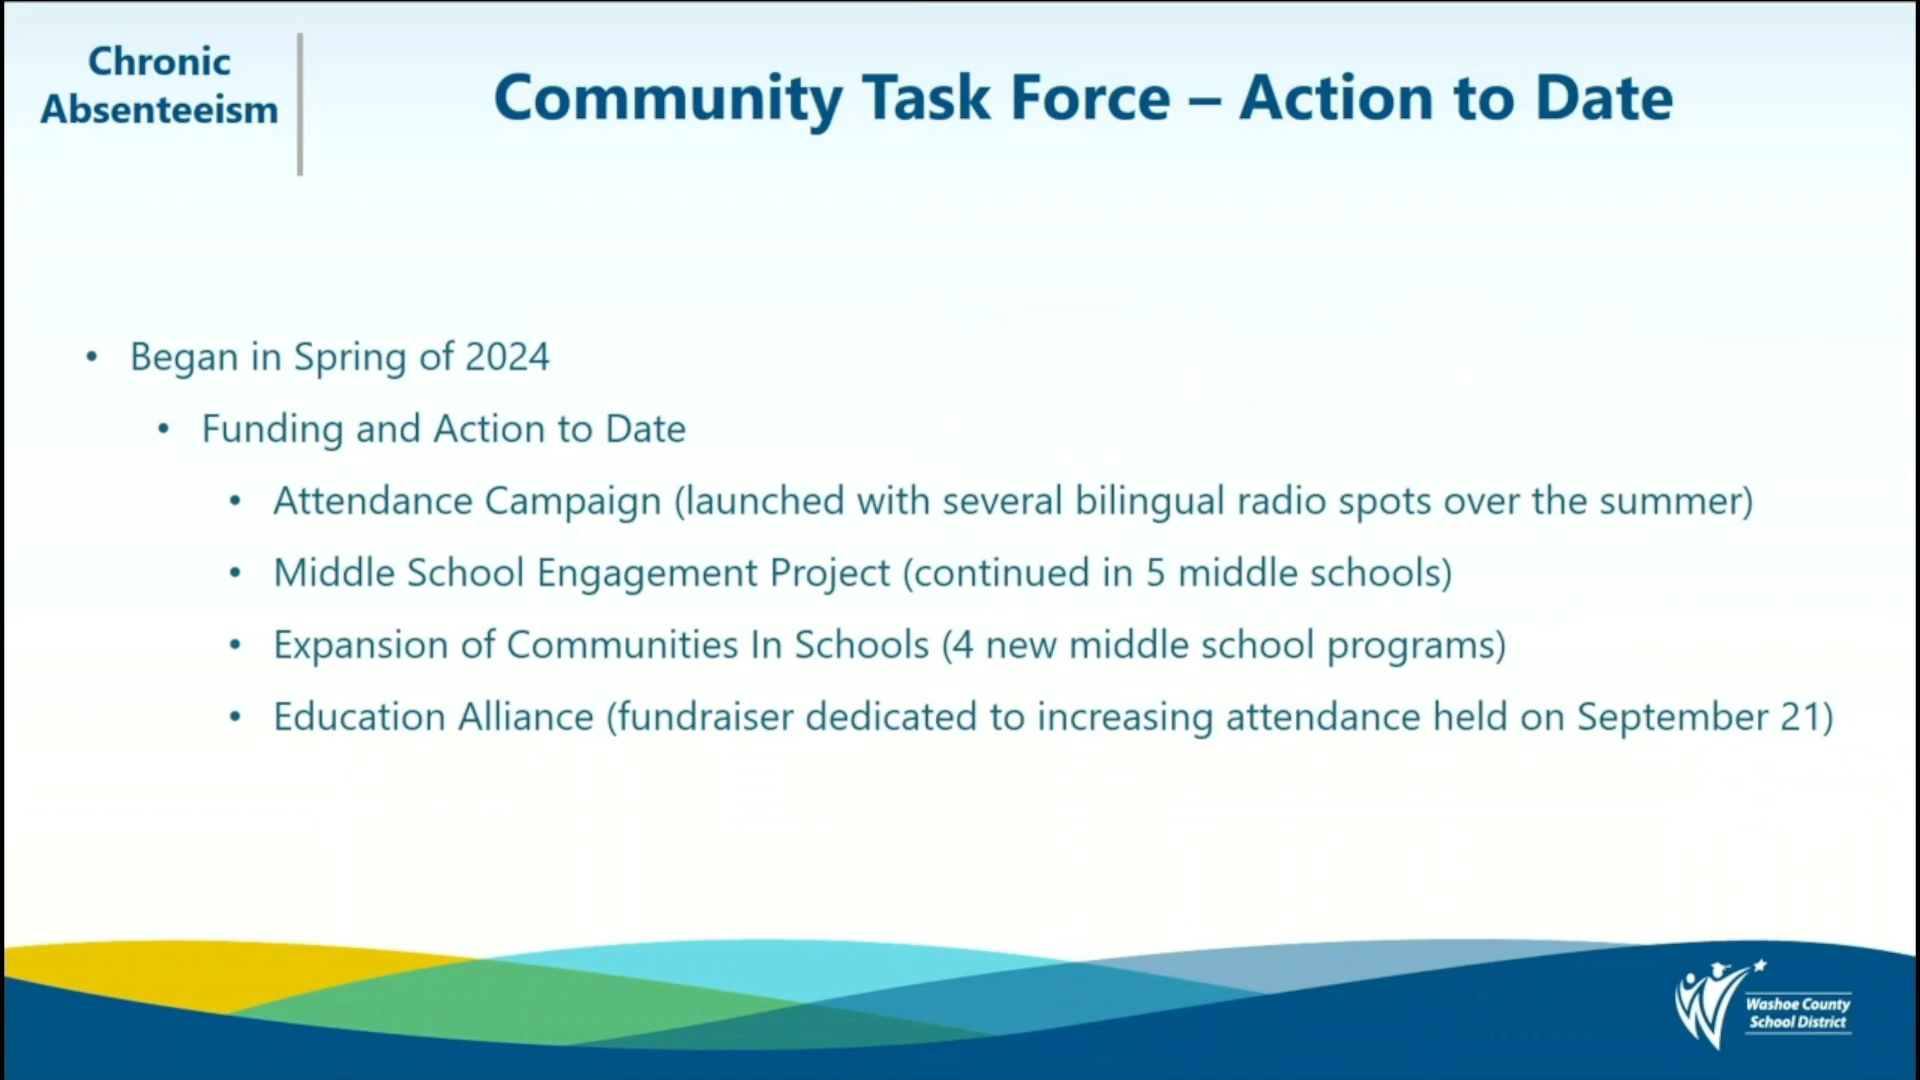 Chronic
Absenteeism
Community Task Force – Action to Date
• Began in Spring of 2024
• Funding and Action to Date
• Attendance Campaign (launched with several bilingual radio spots over the summer)
• Middle School Engagement Project (continued in 5 middle schools)
• Expansion of Communities In Schools (4 new middle school programs)
• Education Alliance (fundraiser dedicated to increasing attendance held on September 21)
Washoe County
School District